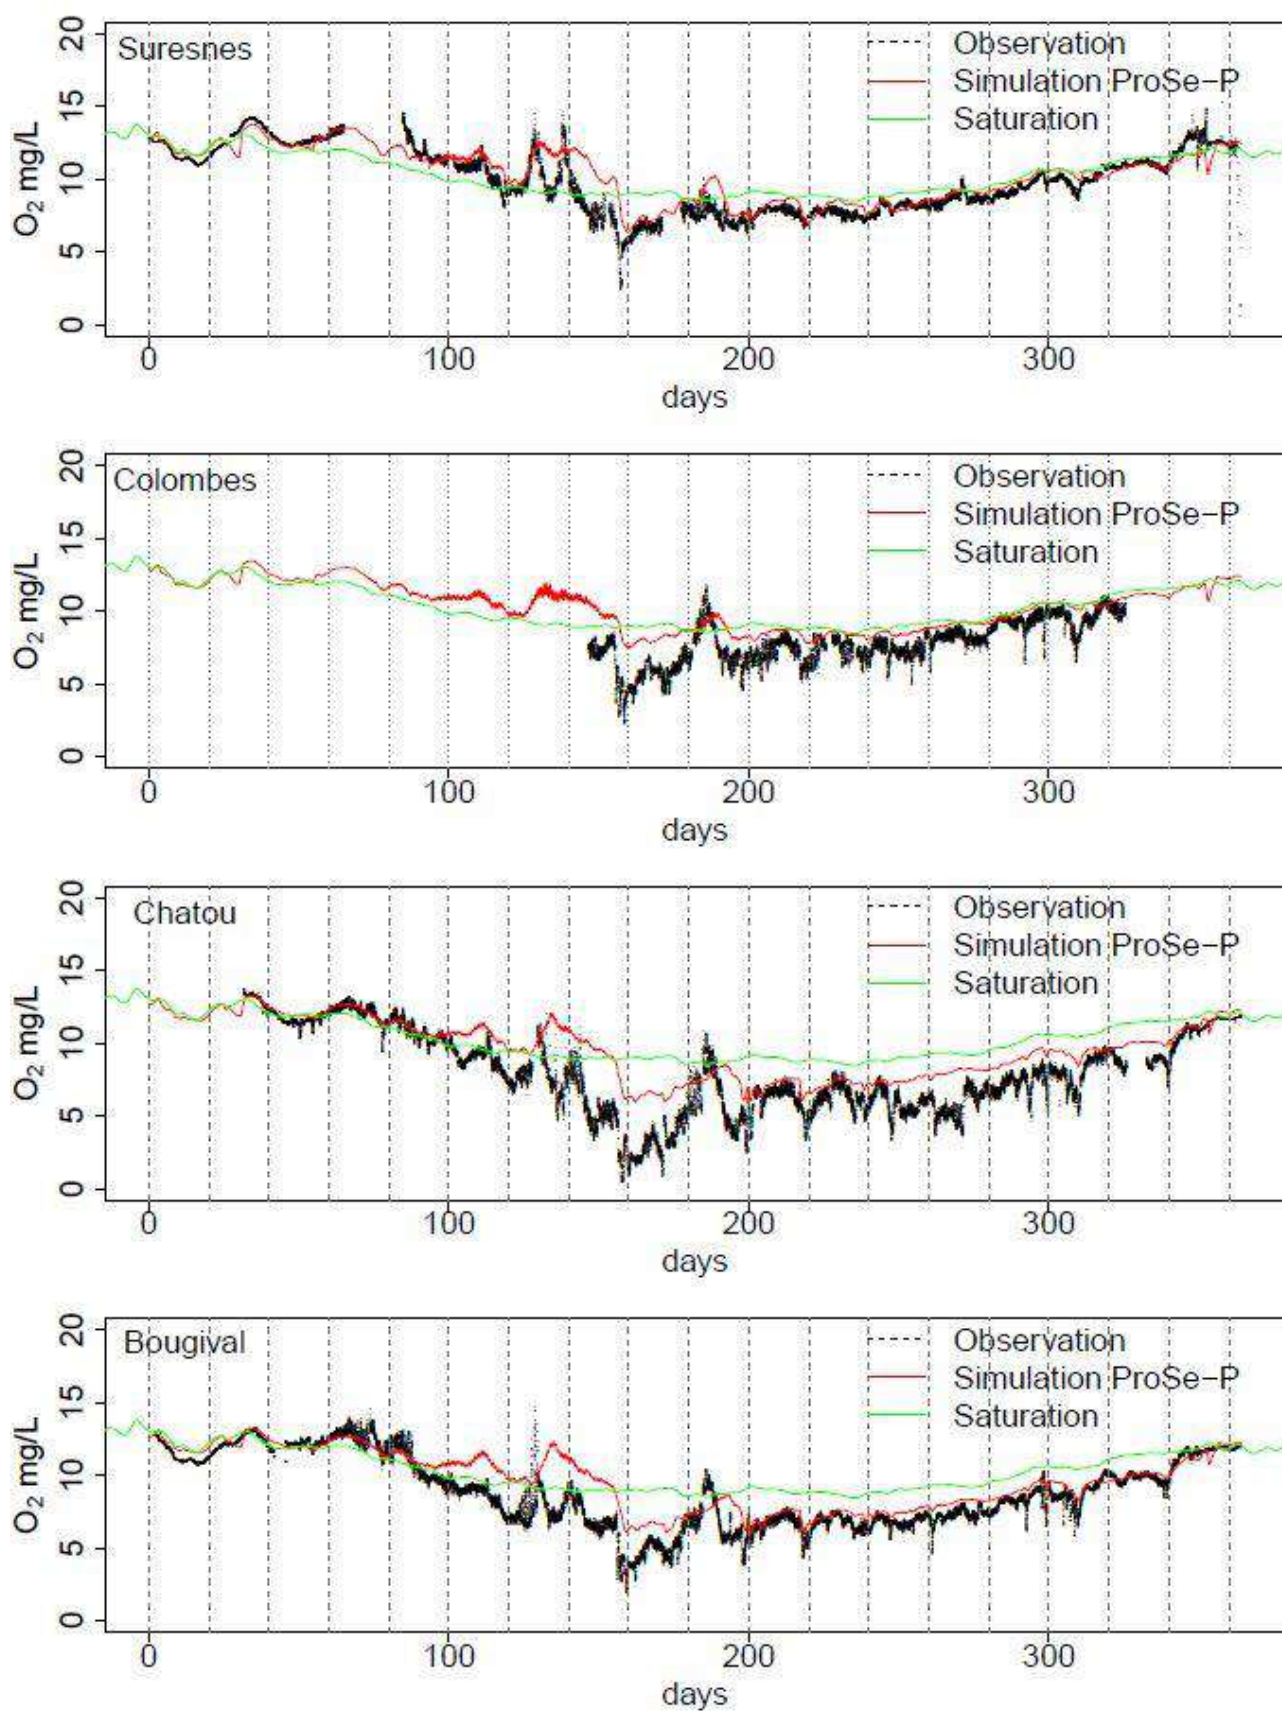 Suresnes
Observation
Simulation ProSe-P
Saturation
O2 mg/L
20
15
10
5
0
0 100 200 300
days
Colombes
Observation
Simulation ProSe-P
Saturation
O2 mg/L
20
15
10
5
0
0 100 200 300
days
Chatou
Observation
Simulation ProSe-P
Saturation
O2 mg/L
20
15
10
5
0
0 100 200 300
days
Bougival
Observation
Simulation ProSe-P
Saturation
O2 mg/L
20
15
10
5
0
0 100 200 300
days